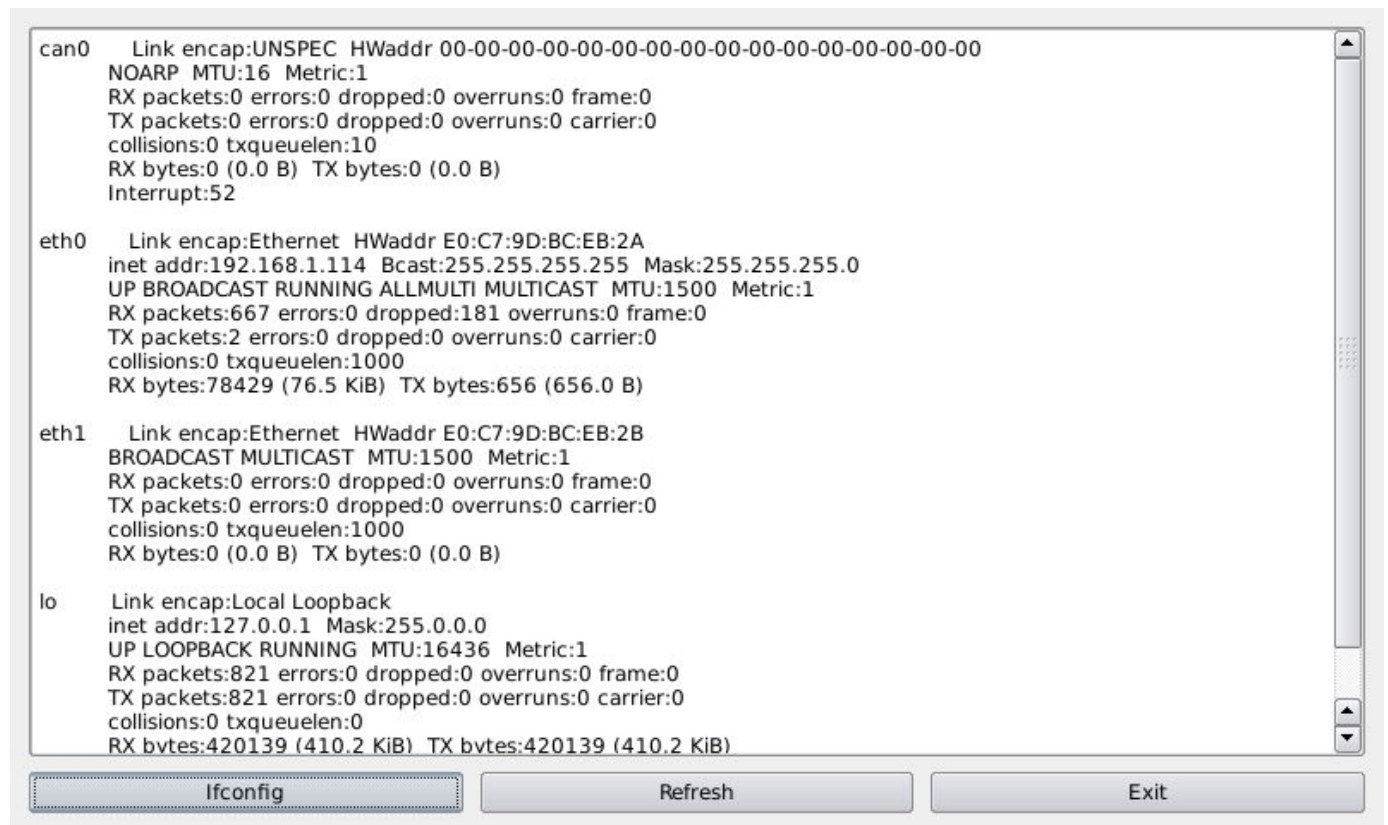 can0 Link encap:UNSPEC HWaddr 00-00-00-00-00-00-00-00-00-00-00-00-00-00-00-00
NOARP MTU:16 Metric:1
RX packets:0 errors:0 dropped:0 overruns:0 frame:0
TX packets:0 errors:0 dropped:0 overruns:0 carrier:0
collisions:0 txqueuelen:10
RX bytes:0 (0.0 B) TX bytes:0 (0.0 B)
Interrupt:52
eth0 Link encap:Ethernet HWaddr E0:C7:9D:BC:EB:2A
inet addr:192.168.1.114 Bcast:255.255.255.255 Mask:255.255.255.0
UP BROADCAST RUNNING ALLMULTI MULTICAST MTU:1500 Metric:1
RX packets:667 errors:0 dropped:181 overruns:0 frame:0
TX packets:2 errors:0 dropped:0 overruns:0 carrier:0
collisions:0 txqueuelen:1000
RX bytes:78429 (76.5 KiB) TX bytes:656 (656.0 B)
eth1 Link encap:Ethernet HWaddr E0:C7:9D:BC:EB:2B
BROADCAST MULTICAST MTU:1500 Metric:1
RX packets:0 errors:0 dropped:0 overruns:0 frame:0
TX packets:0 errors:0 dropped:0 overruns:0 carrier:0
collisions:0 txqueuelen:1000
RX bytes:0 (0.0 B) TX bytes:0 (0.0 B)
lo Link encap:Local Loopback
inet addr:127.0.0.1 Mask:255.0.0.0
UP LOOPBACK RUNNING MTU:16436 Metric:1
RX packets:821 errors:0 dropped:0 overruns:0 frame:0
TX packets:821 errors:0 dropped:0 overruns:0 carrier:0
collisions:0 txqueuelen:0
RX bytes:420139 (410.2 KiB) TX bytes:420139 (410.2 KiB)
Ifconfig
Refresh
Exit